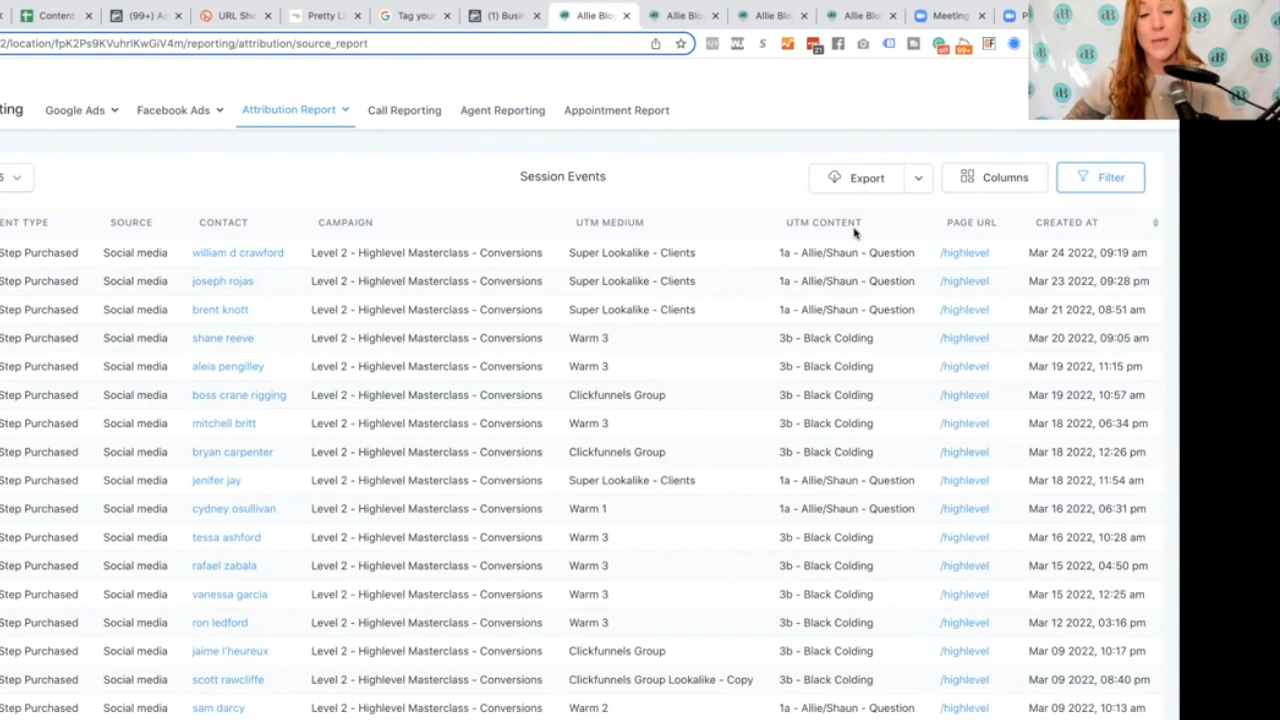 Content
(99+) A
URL Sho
Pretty Li
Tag your
(1) Busin
Allie Blo
Allie Blo
Allie Blo
Allie Blo
Meeting
2/location/fpK2Ps9KVuhrlKwGiV4m/reporting/attribution/source_report
21
off
99+
GF
ting
Google Ads
Facebook Ads
Attribution Report
Call Reporting
Agent Reporting
Appointment Report
5
Session Events
Export
Columns
Filter
ENT TYPE SOURCE CONTACT CAMPAIGN UTM MEDIUM UTM CONTENT PAGE URL CREATED AT
Step Purchased Social media william d crawford Level 2 - Highlevel Masterclass - Conversions Super Lookalike - Clients 1a - Allie/Shaun - Question /highlevel Mar 24 2022, 09:19 am
Step Purchased Social media joseph rojas Level 2 - Highlevel Masterclass - Conversions Super Lookalike - Clients 1a - Allie/Shaun - Question /highlevel Mar 23 2022, 09:28 pm
Step Purchased Social media brent knott Level 2 - Highlevel Masterclass - Conversions Super Lookalike - Clients 1a - Allie/Shaun - Question /highlevel Mar 21 2022, 08:51 am
Step Purchased Social media shane reeve Level 2 - Highlevel Masterclass - Conversions Warm 3 3b - Black Colding /highlevel Mar 20 2022, 09:05 am
Step Purchased Social media aleia pengilley Level 2 - Highlevel Masterclass - Conversions Warm 3 3b - Black Colding /highlevel Mar 19 2022, 11:15 pm
Step Purchased Social media boss crane rigging Level 2 - Highlevel Masterclass - Conversions Clickfunnels Group 3b - Black Colding /highlevel Mar 19 2022, 10:57 am
Step Purchased Social media mitchell britt Level 2 - Highlevel Masterclass - Conversions Warm 3 3b - Black Colding /highlevel Mar 18 2022, 06:34 pm
Step Purchased Social media bryan carpenter Level 2 - Highlevel Masterclass - Conversions Clickfunnels Group 3b - Black Colding /highlevel Mar 18 2022, 12:26 pm
Step Purchased Social media jenifer jay Level 2 - Highlevel Masterclass - Conversions Super Lookalike - Clients 1a - Allie/Shaun - Question /highlevel Mar 18 2022, 11:54 am
Step Purchased Social media cydney osullivan Level 2 - Highlevel Masterclass - Conversions Warm 1 1a - Allie/Shaun - Question /highlevel Mar 16 2022, 06:31 pm
Step Purchased Social media tessa ashford Level 2 - Highlevel Masterclass - Conversions Warm 3 3b - Black Colding /highlevel Mar 16 2022, 10:28 am
Step Purchased Social media rafael zabala Level 2 - Highlevel Masterclass - Conversions Warm 3 3b - Black Colding /highlevel Mar 15 2022, 04:50 pm
Step Purchased Social media vanessa garcia Level 2 - Highlevel Masterclass - Conversions Warm 3 3b - Black Colding /highlevel Mar 15 2022, 12:25 am
Step Purchased Social media ron ledford Level 2 - Highlevel Masterclass - Conversions Warm 3 3b - Black Colding /highlevel Mar 12 2022, 03:16 pm
Step Purchased Social media jaime l'heureux Level 2 - Highlevel Masterclass - Conversions Clickfunnels Group 3b - Black Colding /highlevel Mar 09 2022, 10:17 pm
Step Purchased Social media scott rawcliffe Level 2 - Highlevel Masterclass - Conversions Clickfunnels Group Lookalike - Copy 3b - Black Colding /highlevel Mar 09 2022, 08:40 pm
Step Purchased Social media sam darcy Level 2 - Highlevel Masterclass - Conversions Warm 2 1a - Allie/Shaun - Question /highlevel Mar 09 2022, 10:13 am